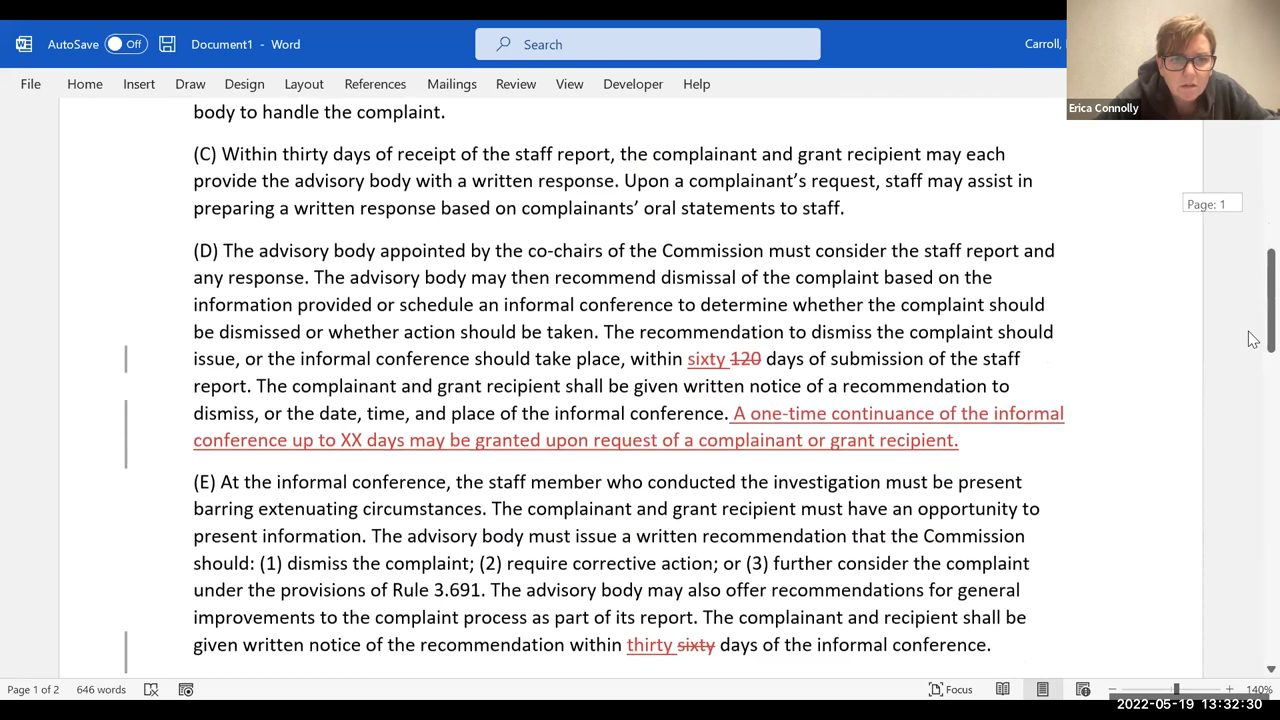 AutoSave Off Document1 - Word Search Carroll,
File Home Insert Draw Design Layout References Mailings Review View Developer Help
Erica Connolly
body to handle the complaint.
(C) Within thirty days of receipt of the staff report, the complainant and grant recipient may each
provide the advisory body with a written response. Upon a complainant’s request, staff may assist in
preparing a written response based on complainants’ oral statements to staff.
Page: 1
(D) The advisory body appointed by the co-chairs of the Commission must consider the staff report and
any response. The advisory body may then recommend dismissal of the complaint based on the
information provided or schedule an informal conference to determine whether the complaint should
be dismissed or whether action should be taken. The recommendation to dismiss the complaint should
issue, or the informal conference should take place, within sixty 120 days of submission of the staff
report. The complainant and grant recipient shall be given written notice of a recommendation to
dismiss, or the date, time, and place of the informal conference. A one-time continuance of the informal
conference up to XX days may be granted upon request of a complainant or grant recipient.
(E) At the informal conference, the staff member who conducted the investigation must be present
barring extenuating circumstances. The complainant and grant recipient must have an opportunity to
present information. The advisory body must issue a written recommendation that the Commission
should: (1) dismiss the complaint; (2) require corrective action; or (3) further consider the complaint
under the provisions of Rule 3.691. The advisory body may also offer recommendations for general
improvements to the complaint process as part of its report. The complainant and recipient shall be
given written notice of the recommendation within thirty sixty days of the informal conference.
Page 1 of 2 646 words Focus 140%
2022-05-19 13:32:30